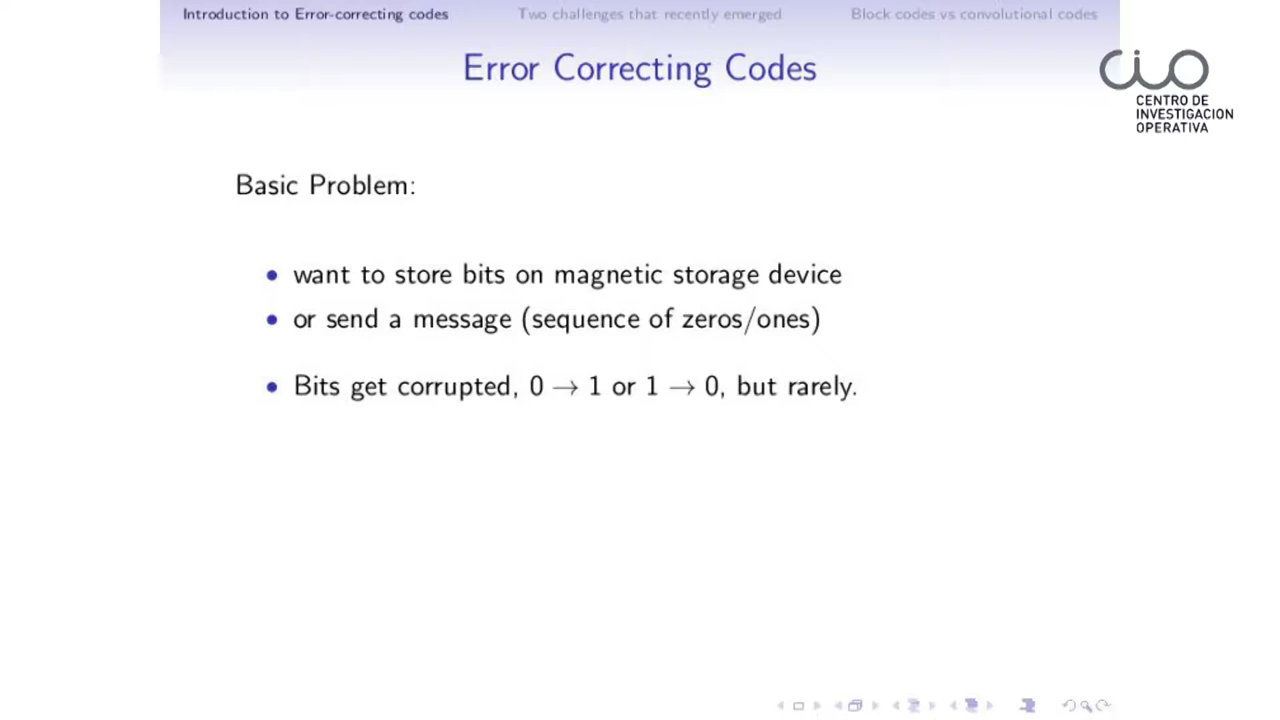 Introduction to Error-correcting codes Two challenges that recently emerged Block codes vs convolutional codes
Error Correcting Codes
CIO
CENTRO DE
INVESTIGACION
OPERATIVA
Basic Problem:
• want to store bits on magnetic storage device
• or send a message (sequence of zeros/ones)
• Bits get corrupted, 0 → 1 or 1 → 0, but rarely.